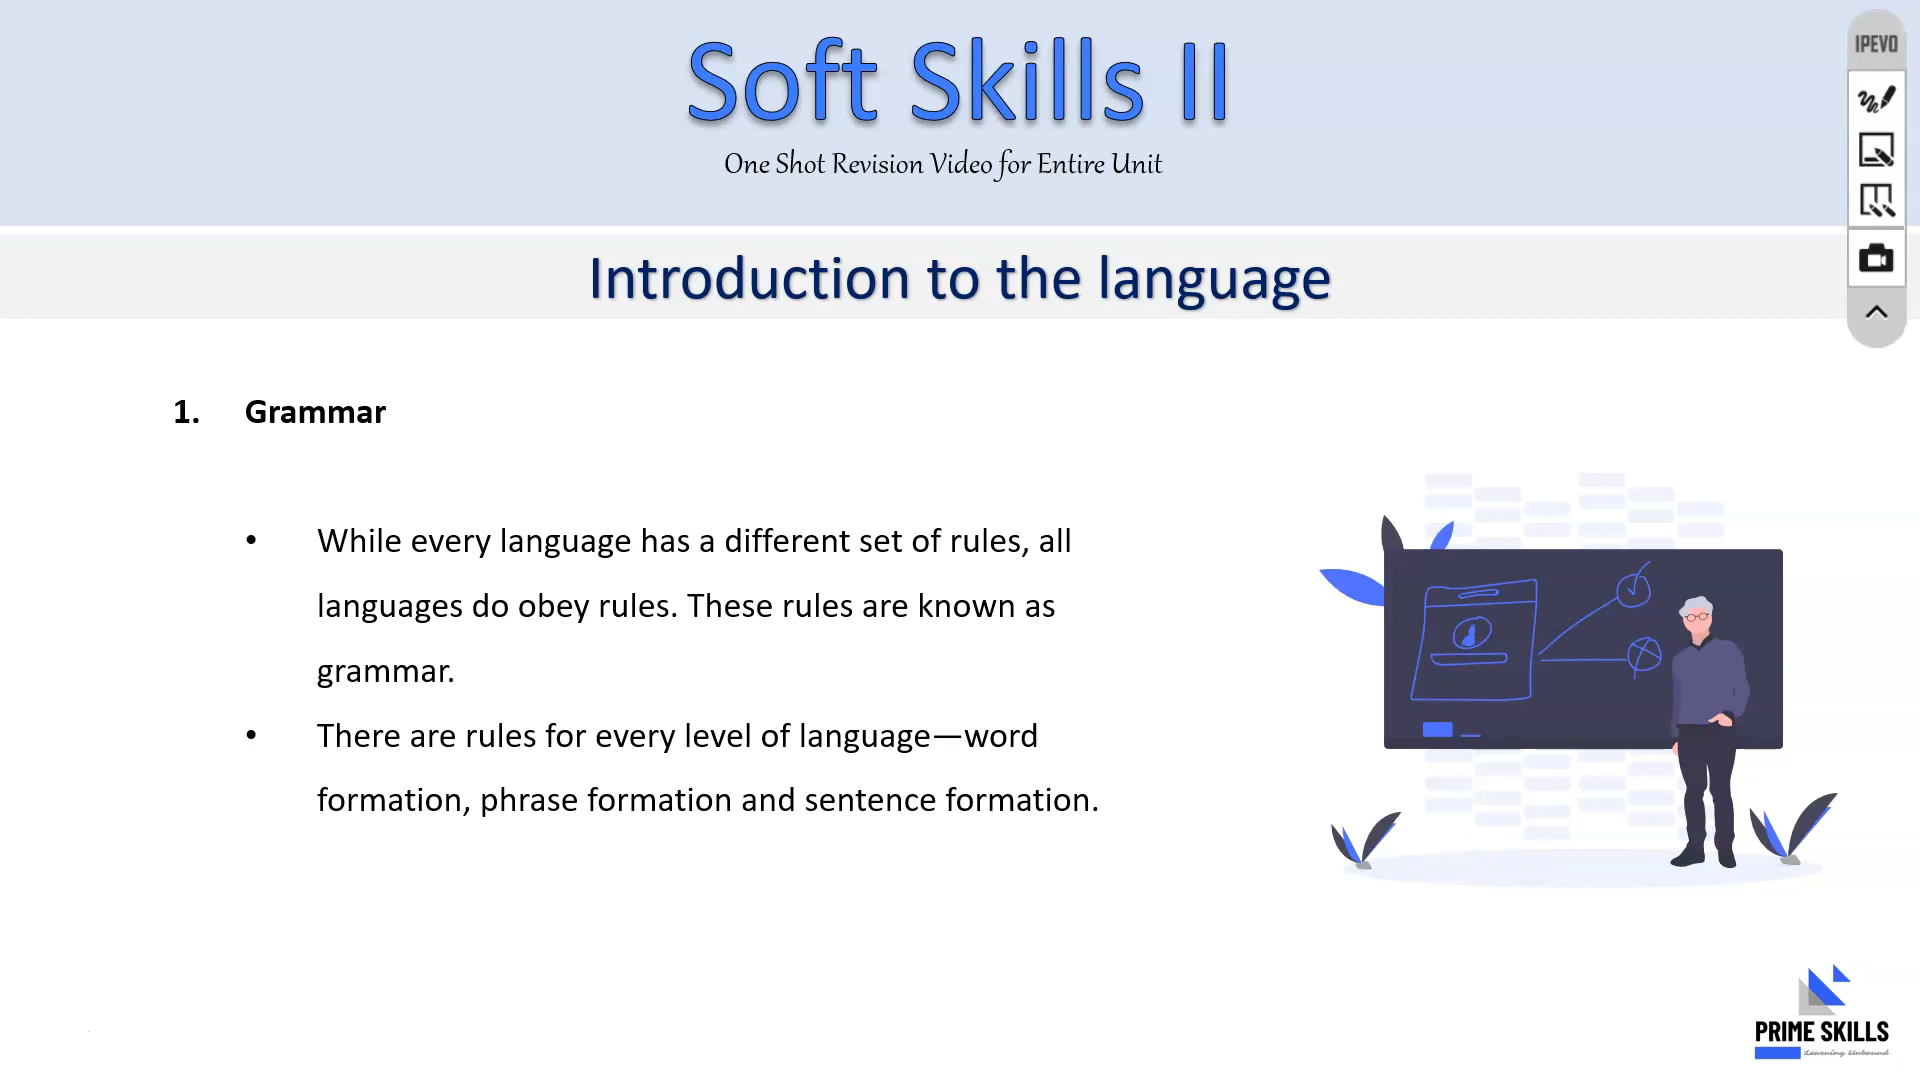 Soft Skills II
One Shot Revision Video for Entire Unit
IPEVO
Introduction to the language
1. Grammar
• While every language has a different set of rules, all
languages do obey rules. These rules are known as
grammar.
• There are rules for every level of language—word
formation, phrase formation and sentence formation.
PRIME SKILLS
Learning Unbound